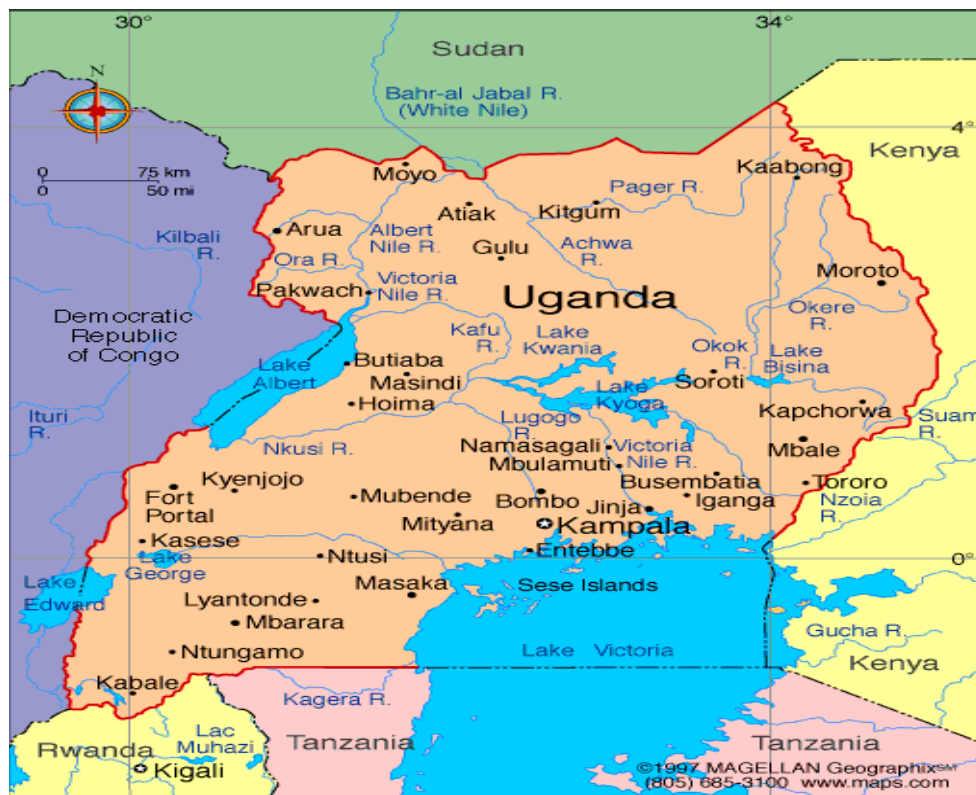 30°
34°
Sudan
N
Bahr-al Jabal R.
(White Nile)
4°
Kenya
0 75 km
0 50 mi
Moyo
Kaabong
Pager R.
Atiak
Kitgum
Arua
Albert
Nile R.
Kilbali
R.
Gulu
Achwa
R.
Ora R.
Moroto
Pakwach
Victoria
Nile R.
Uganda
Okere
R.
Democratic
Republic
of Congo
Kafu
R.
Lake
Kwania
Okok
R.
Lake
Bisina
Butiaba
Lake
Albert
Masindi
Soroti
Lake
Kyoga
Hoima
Kapchorwa
Ituri
R.
Lugogo
R.
Suam
R.
Nkusi R.
Namasagali
Victoria
Nile R.
Mbale
Mbulamuti
Kyenjojo
Busembatia
Tororo
Fort
Portal
Mubende
Bombo
Jinja
Iganga
Nzoia
R.
Mityana
Kampala
Kasese
Entebbe
Lake
George
Ntusi
0°
Lake
Edward
Masaka
Sese Islands
Lyantonde
Mbarara
Gucha R.
Ntungamo
Lake Victoria
Kenya
Kabale
Kagera R.
Lac
Muhazi
Rwanda
Tanzania
Tanzania
Kigali
©1997 MAGELLAN Geographix℠
(805) 685-3100 www.maps.com